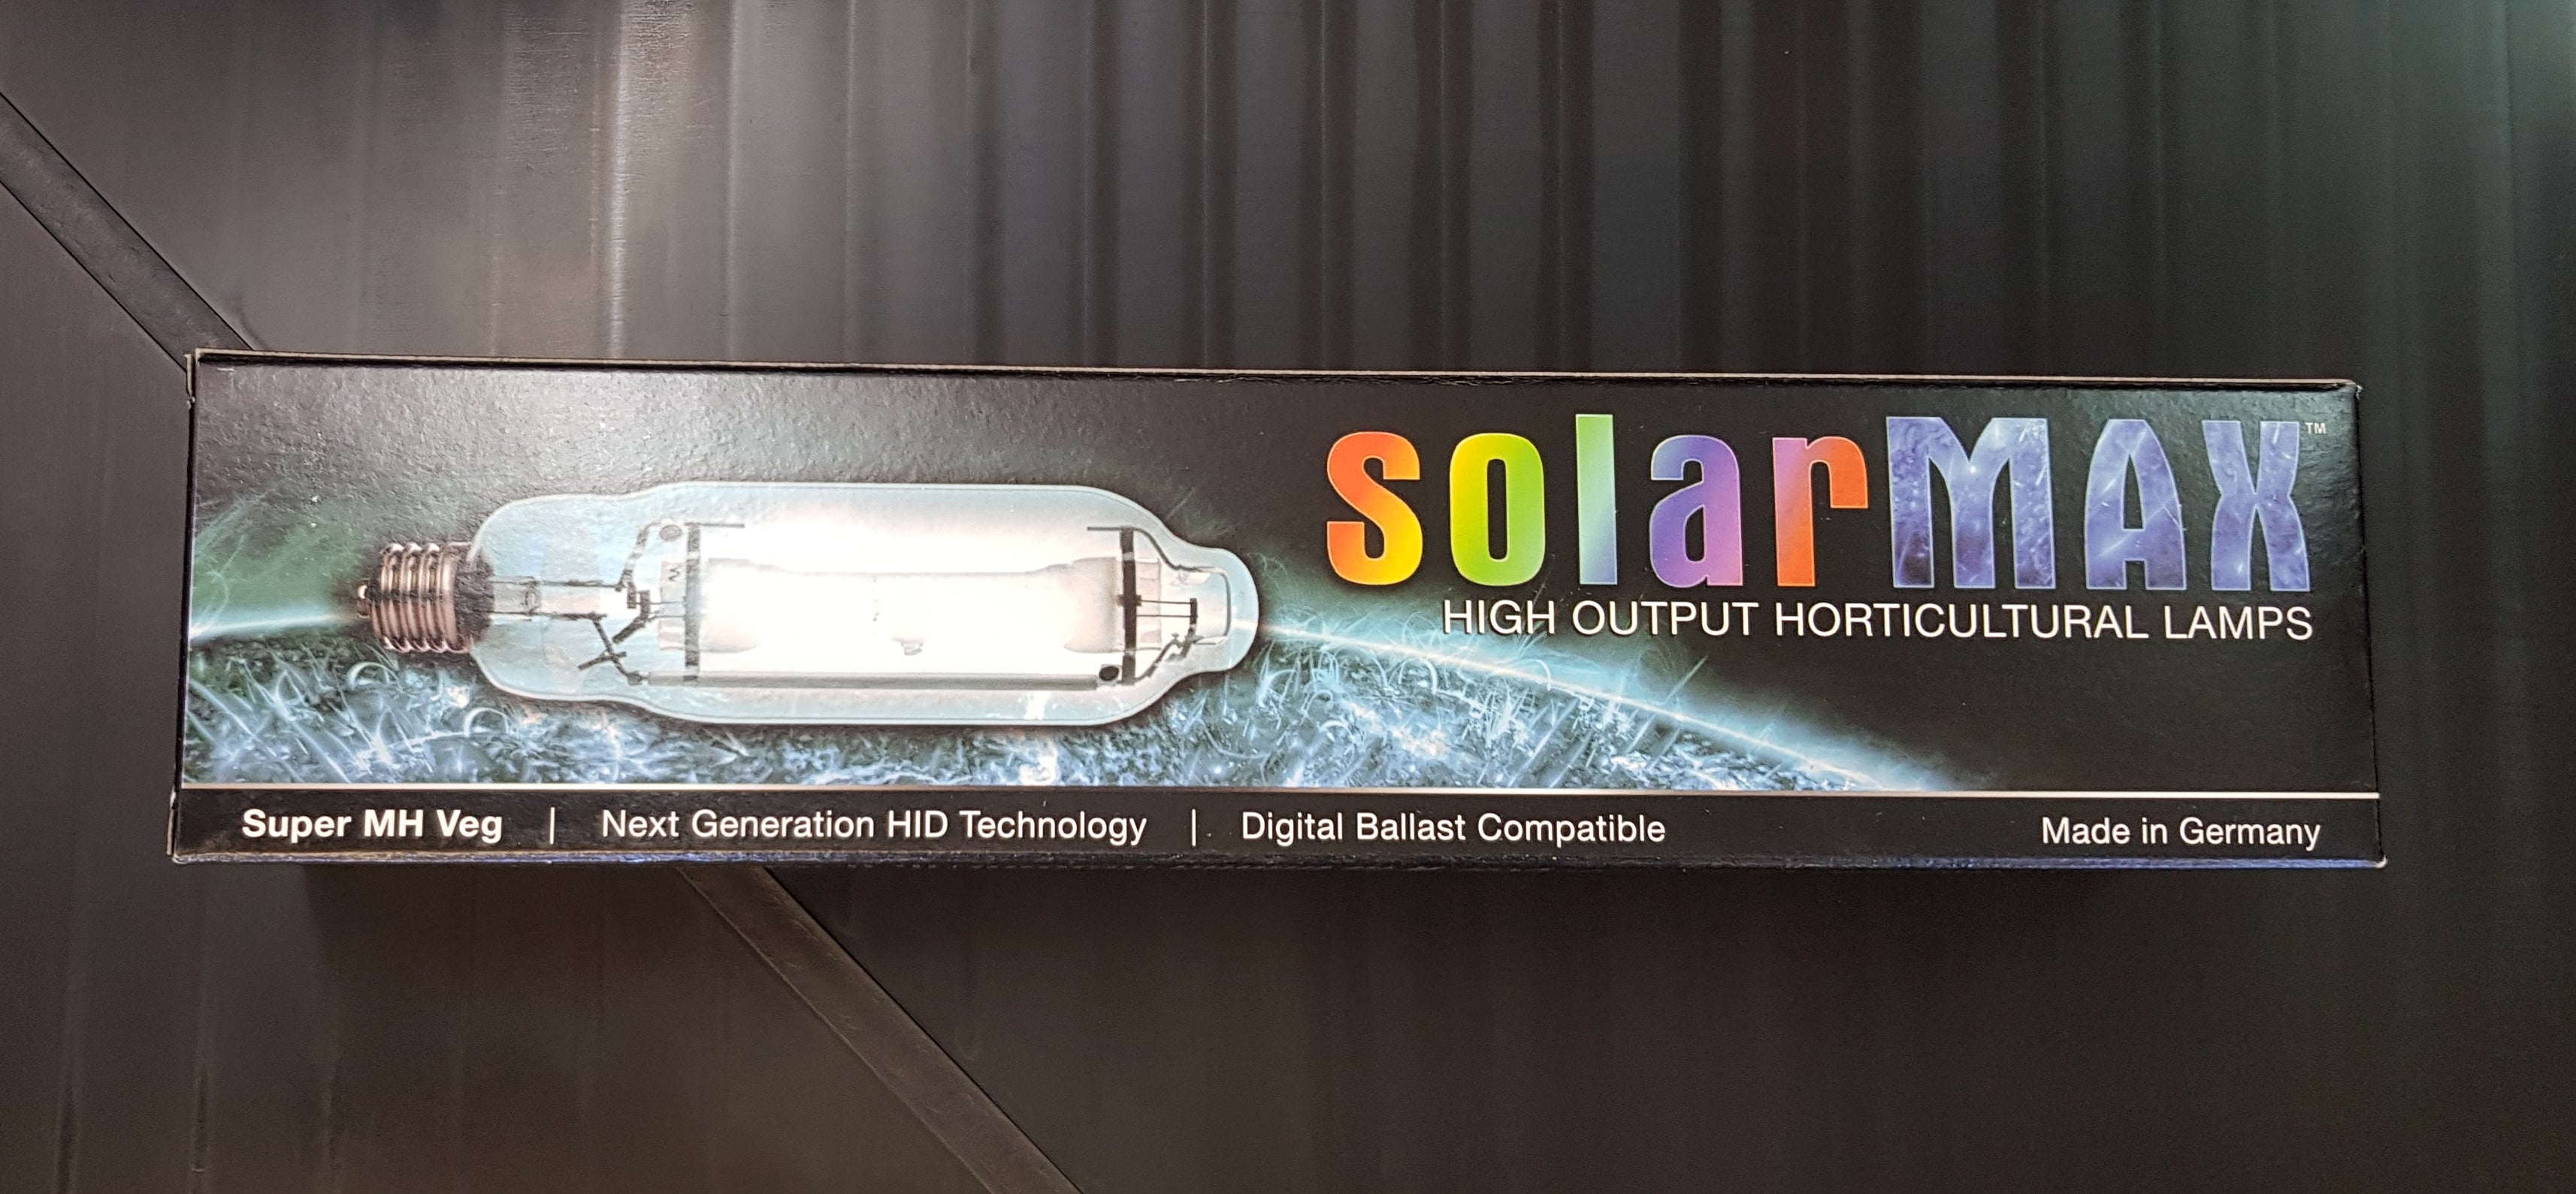 solarMAX™
HIGH OUTPUT HORTICULTURAL LAMPS
Super MH Veg | Next Generation HID Technology | Digital Ballast Compatible Made in Germany